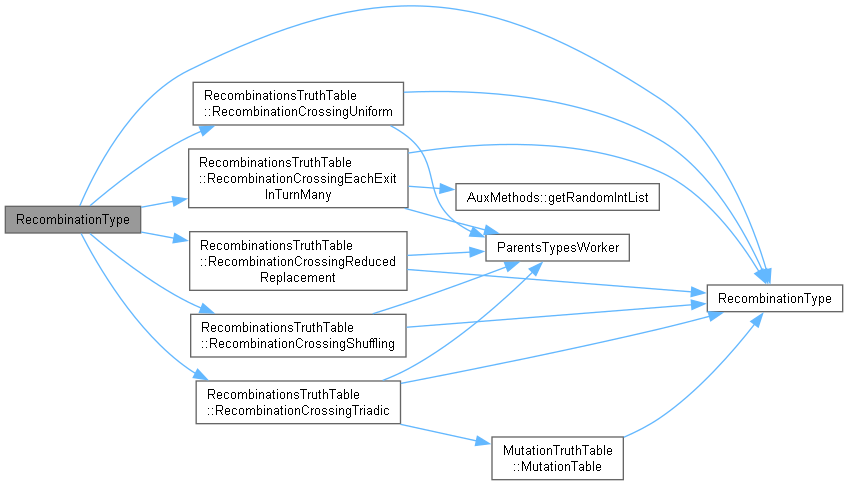 RecombinationsTruthTable
::RecombinationCrossingUniform
RecombinationsTruthTable
::RecombinationCrossingEachExit
InTurnMany
AuxMethods::getRandomIntList
RecombinationType
RecombinationsTruthTable
::RecombinationCrossingReduced
Replacement
ParentsTypesWorker
RecombinationType
RecombinationsTruthTable
::RecombinationCrossingShuffling
RecombinationsTruthTable
::RecombinationCrossingTriadic
MutationTruthTable
::MutationTable